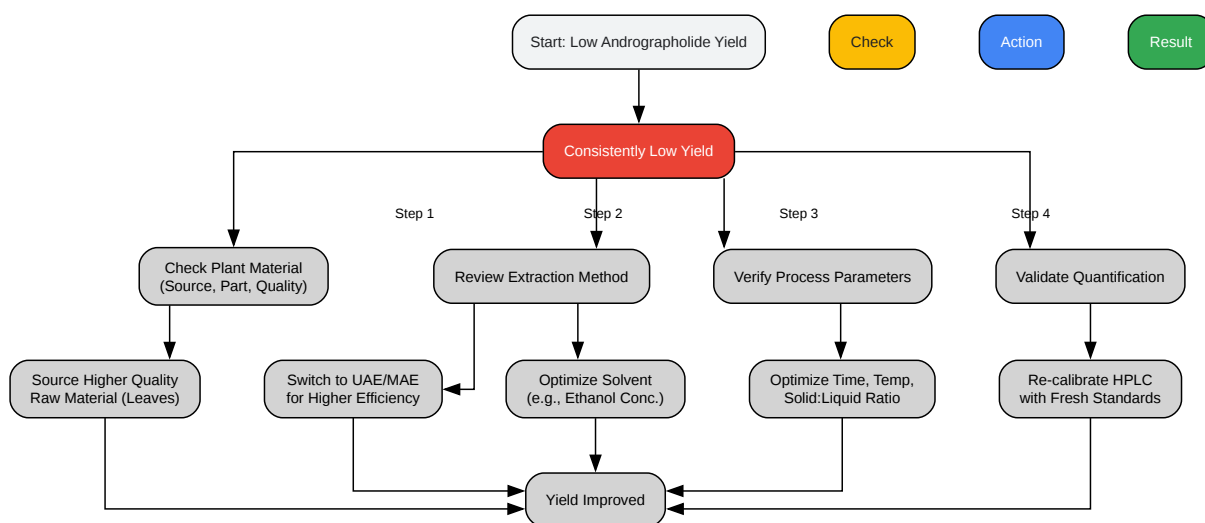 Start: Low Andrographolide Yield
Check
Action
Result
Consistently Low Yield
Step 1
Step 2
Step 3
Step 4
Check Plant Material
(Source, Part, Quality)
Review Extraction Method
Verify Process Parameters
Validate Quantification
Source Higher Quality
Raw Material (Leaves)
Switch to UAE/MAE
for Higher Efficiency
Optimize Solvent
(e.g., Ethanol Conc.)
Optimize Time, Temp,
Solid:Liquid Ratio
Re-calibrate HPLC
with Fresh Standards
Yield Improved